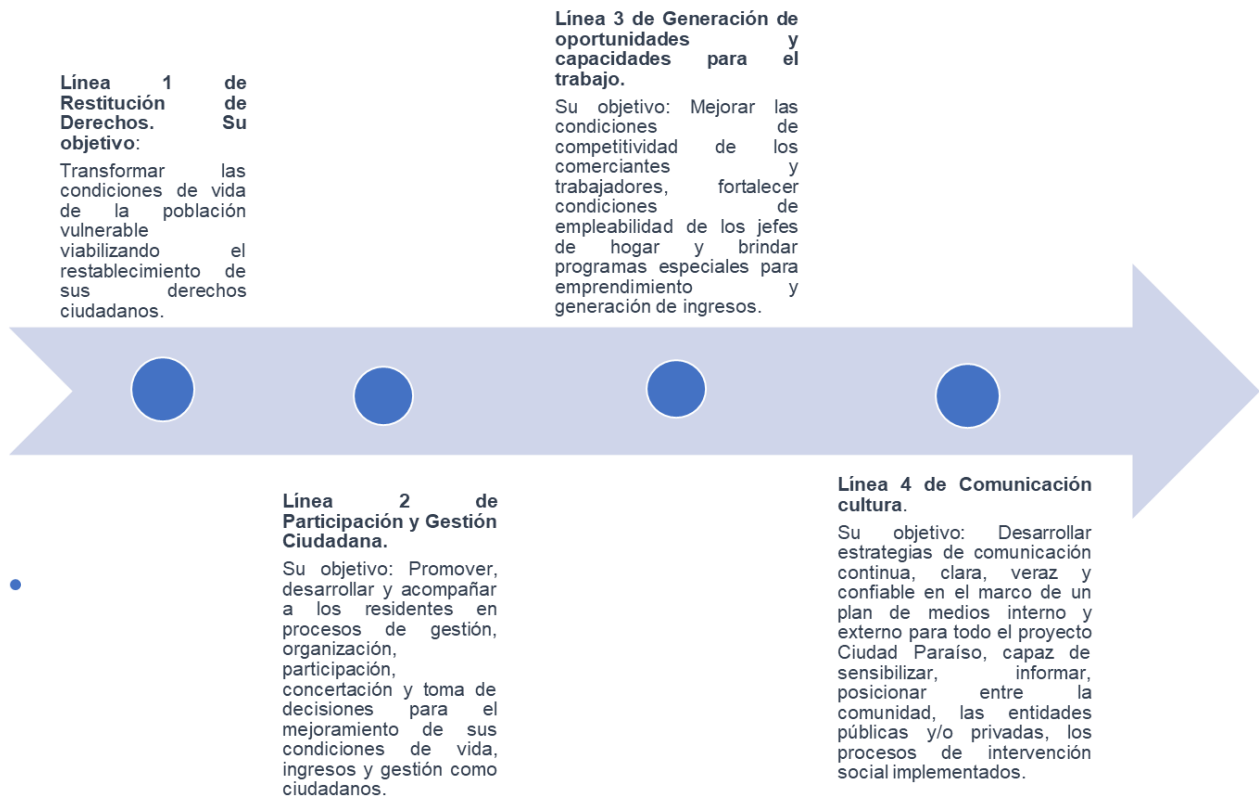 Línea 1 de
Restitución de
Derechos. Su
objetivo:
Transformar las
condiciones de vida
de la población
vulnerable
viabilizando el
restablecimiento de
sus derechos
ciudadanos.
Línea 2 de
Participación y Gestión
Ciudadana.
Su objetivo: Promover,
desarrollar y acompañar
a los residentes en
procesos de gestión,
organización,
participación,
concertación y toma de
decisiones para el
mejoramiento de sus
condiciones de vida,
ingresos y gestión como
ciudadanos.
Línea 3 de Generación de
oportunidades y
capacidades para el
trabajo.
Su objetivo: Mejorar las
condiciones de
competitividad de los
comerciantes y
trabajadores, fortalecer
condiciones de
empleabilidad de los jefes
de hogar y brindar
programas especiales para
emprendimiento y
generación de ingresos.
Línea 4 de Comunicación
cultura.
Su objetivo: Desarrollar
estrategias de comunicación
continua, clara, veraz y
confiable en el marco de un
plan de medios interno y
externo para todo el proyecto
Ciudad Paraíso, capaz de
sensibilizar, informar,
posicionar entre la
comunidad, las entidades
públicas y/o privadas, los
procesos de intervención
social implementados.